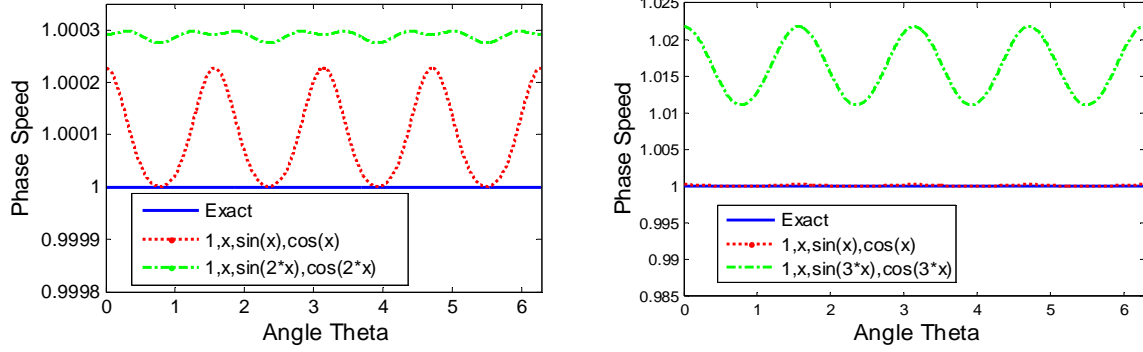 1.0003
1.0002
1.0001
1
0.9999
0.9998
Phase Speed
0 1 2 3 4 5 6
Angle Theta
Exact
1,x,sin(x),cos(x)
1,x,sin(2*x),cos(2*x)
1.025
1.02
1.015
1.01
1.005
1
0.995
0.99
0.985
Phase Speed
0 1 2 3 4 5 6
Angle Theta
Exact
1,x,sin(x),cos(x)
1,x,sin(3*x),cos(3*x)